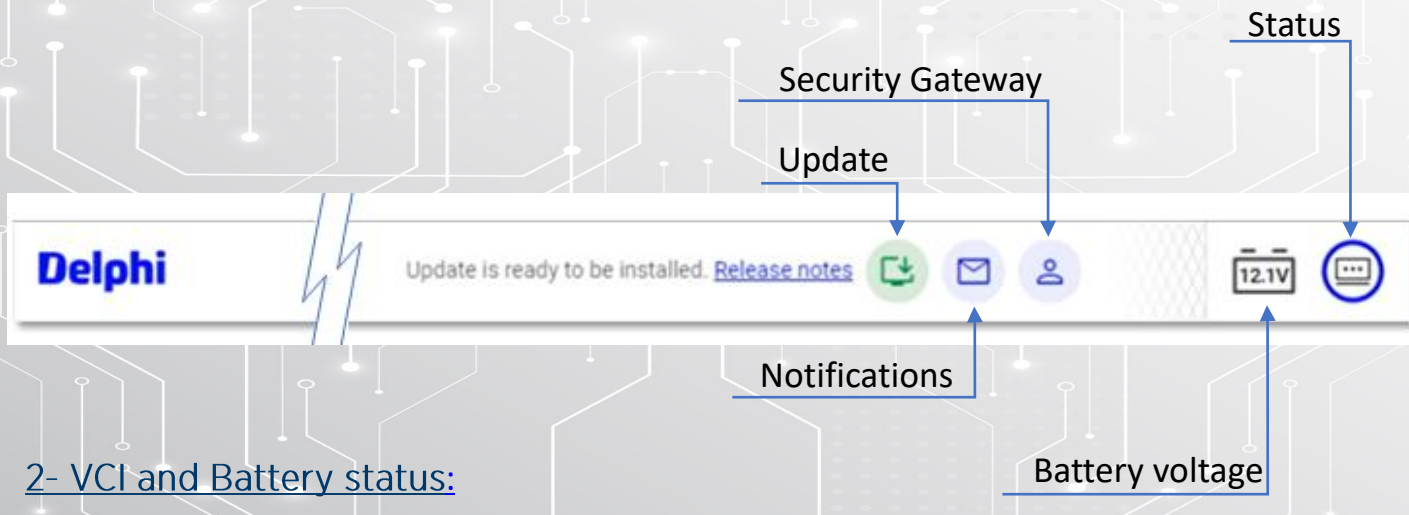 Status
Security Gateway
Update
Delphi
Update is ready to be installed. Release notes
12.1V
Notifications
Battery voltage
2- VCI and Battery status: